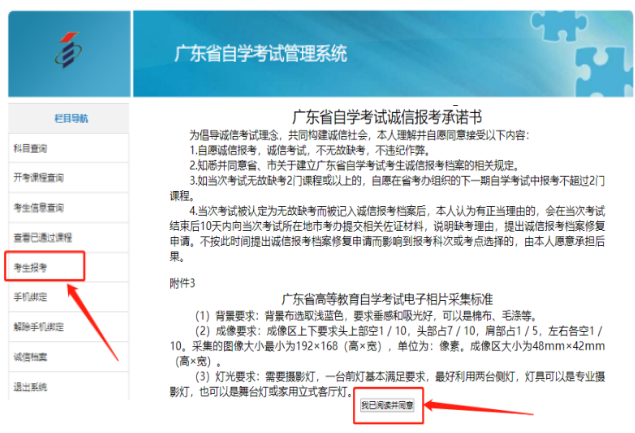 广东省自学考试管理系统
栏目导航
科目查询
开考课程查询
考生信息查询
查看已通过课程
考生报考
手机绑定
解除手机绑定
诚信档案
退出系统
广东省自学考试诚信报考承诺书
为倡导诚信考试理念，共同构建诚信社会，本人理解并自愿同意接受以下内容：
1.自愿诚信报考，诚信考试，不无故缺考，不违纪作弊。
2.知悉并同意省、市关于建立广东省自学考试考生诚信报考档案的相关规定。
3.如当次考试无故缺考2门课程或以上的，自愿在省考办组织的下一期自学考试中报考不超过2门
课程。
4.当次考试被认定为无故缺考而被记入诚信报考档案后，本人认为有正当理由的，会在当次考试
结束后10天内向当次考试所在地市考办提交相关佐证材料，说明缺考理由，提出诚信报考档案修复
申请。不按此时间提出诚信报考档案修复申请而影响到报考科次或考点选择的，由本人愿意承担后
果。
附件3
广东省高等教育自学考试电子相片采集标准
（1）背景要求：背景布选取浅蓝色，要求垂感和吸光好，可以是棉布、毛涤等。
（2）成像要求：成像区上下要求头上部空1／10，头部占7／10，肩部占1／5，左右各空1／
10。采集的图像大小最小为192×168（高×宽），单位为：像素。成像区大小为48mm×42mm
（高×宽）。
（3）灯光要求：需要摄影灯，一台前灯基本满足要求，最好利用两台侧灯，灯具可以是专业摄
影灯，也可以是舞台灯或家用立式客厅灯。
我已阅读并同意